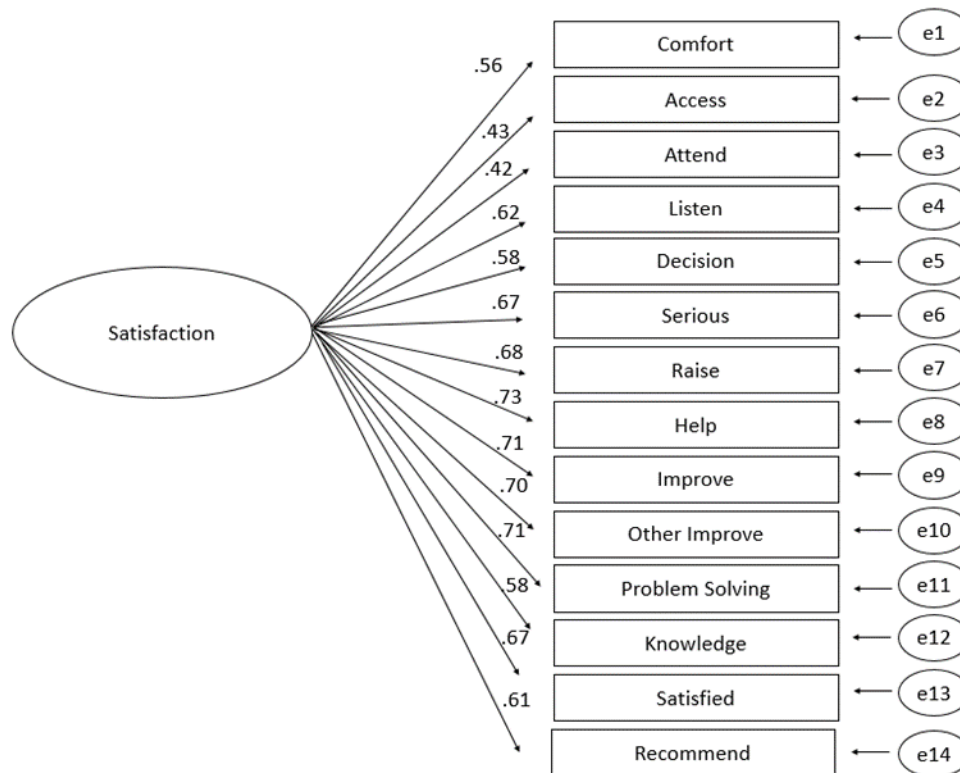 Comfort
e1
.56
Access
e2
.43
Attend
e3
.42
Listen
e4
.62
Decision
e5
.58
Serious
e6
.67
Satisfaction
Raise
e7
.68
Help
e8
.73
Improve
e9
.71
.70
Other Improve
e10
.71
Problem Solving
e11
.58
Knowledge
e12
.67
Satisfied
e13
.61
Recommend
e14